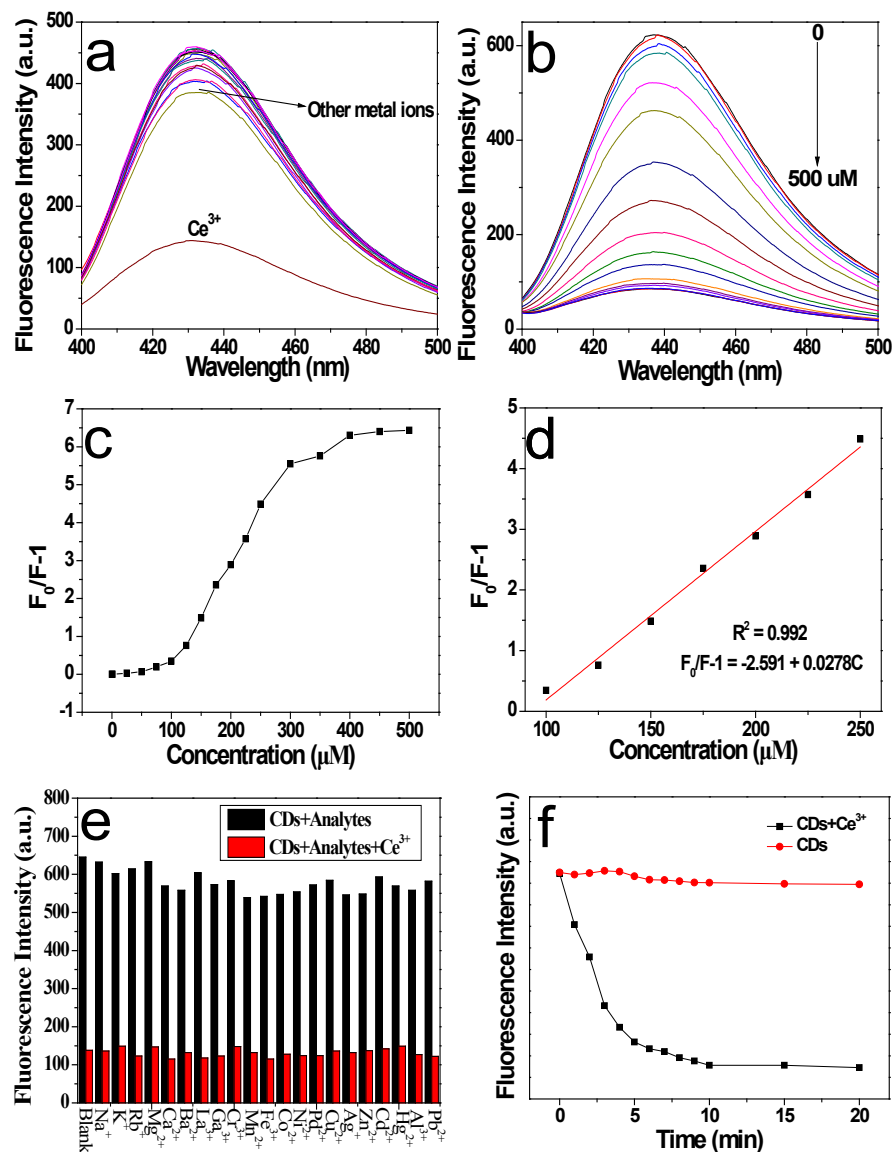 a
Fluorescence Intensity (a.u.)
500
450
400
350
300
250
200
150
100
50
0
Other metal ions
Ce³⁺
400 420 440 460 480 500
Wavelength (nm)
b
Fluorescence Intensity (a.u.)
600
400
200
0
0
500 uM
400 420 440 460 480 500
Wavelength (nm)
c
F₀/F-1
7
6
5
4
3
2
1
0
-1
0 100 200 300 400 500
Concentration (μM)
d
F₀/F-1
5
4
3
2
1
0
R² = 0.992
F₀/F-1 = -2.591 + 0.0278C
100 150 200 250
Concentration (μM)
e
Fluorescence Intensity (a.u.)
800
700
600
500
400
300
200
100
0
CDs+Analytes
CDs+Analytes+Ce³⁺
Blank
Na⁺
K⁺
Rb⁺
Mg²⁺
Ca²⁺
Ba²⁺
La³⁺
Ga³⁺
Cr³⁺
Mn²⁺
Fe³⁺
Co²⁺
Ni²⁺
Pd²⁺
Cu²⁺
Ag⁺
Zn²⁺
Cd²⁺
Hg²⁺
Al³⁺
Pb²⁺
f
Fluorescence Intensity (a.u.)
CDs+Ce³⁺
CDs
0 5 10 15 20
Time (min)